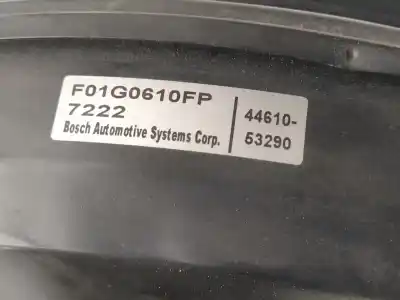 F01G0610FP
7222
Bosch Automotive Systems Corp.
44610-
53290